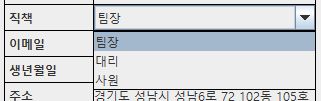 직책 팀장
이메일 팀장
대리
생년월일 사원
주소 경기도 성남시 성남6로 72 102동 105호